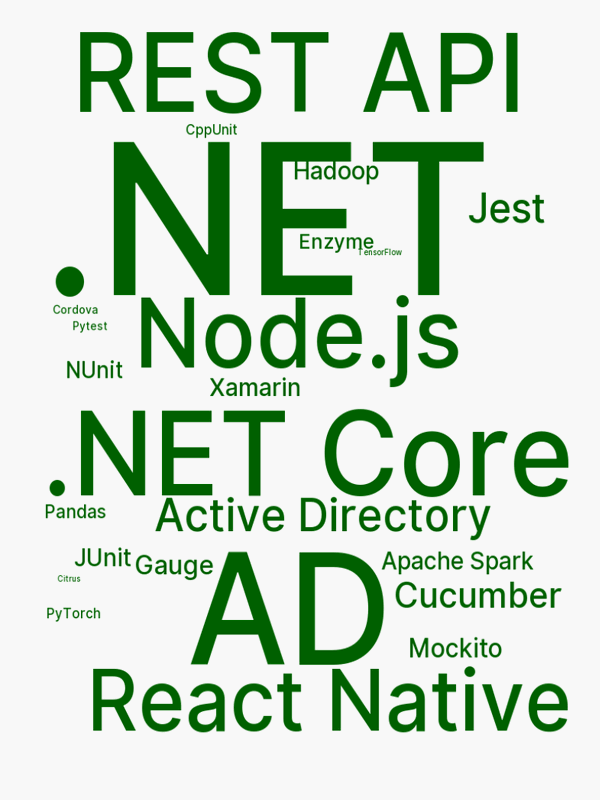 REST API
CppUnit
.NET
Hadoop
Jest
Enzyme
TensorFlow
Cordova
Node.js
Pytest
NUnit
Xamarin
.NET Core
Pandas
Active Directory
JUnit
Gauge
AD
Apache Spark
Citrus
Cucumber
PyTorch
Mockito
React Native